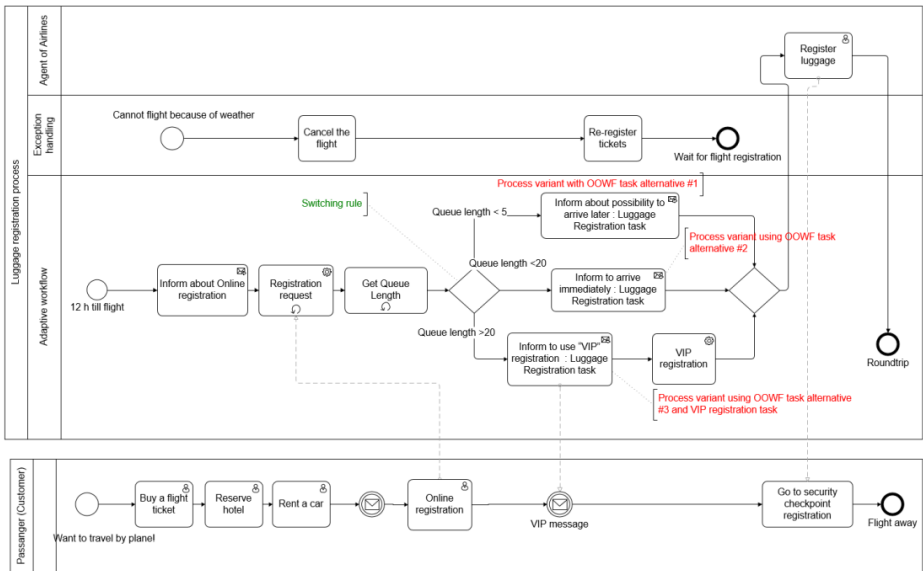 Luggage registration process
Agent of Airlines
Register
luggage
Exception
handling
Cannot flight because of weather
Cancel the
flight
Re-register
tickets
Wait for flight registration
Adaptive workflow
Process variant with OOWF task alternative #1
Switching rule
Queue length < 5
Inform about possibility to
arrive later : Luggage
Registration task
Process variant using OOWF task
alternative #2
Queue length <20
12 h till flight
Inform about Online
registration
Registration
request
Get Queue
Length
Inform to arrive
immediately : Luggage
Registration task
Queue length >20
Inform to use "VIP"
registration : Luggage
Registration task
VIP
registration
Roundtrip
Process variant using OOWF task alternative
#3 and VIP registration task
Passanger (Customer)
Want to travel by plane!
Buy a flight
ticket
Reserve
hotel
Rent a car
Online
registration
VIP message
Go to security
checkpoint
registration
Flight away